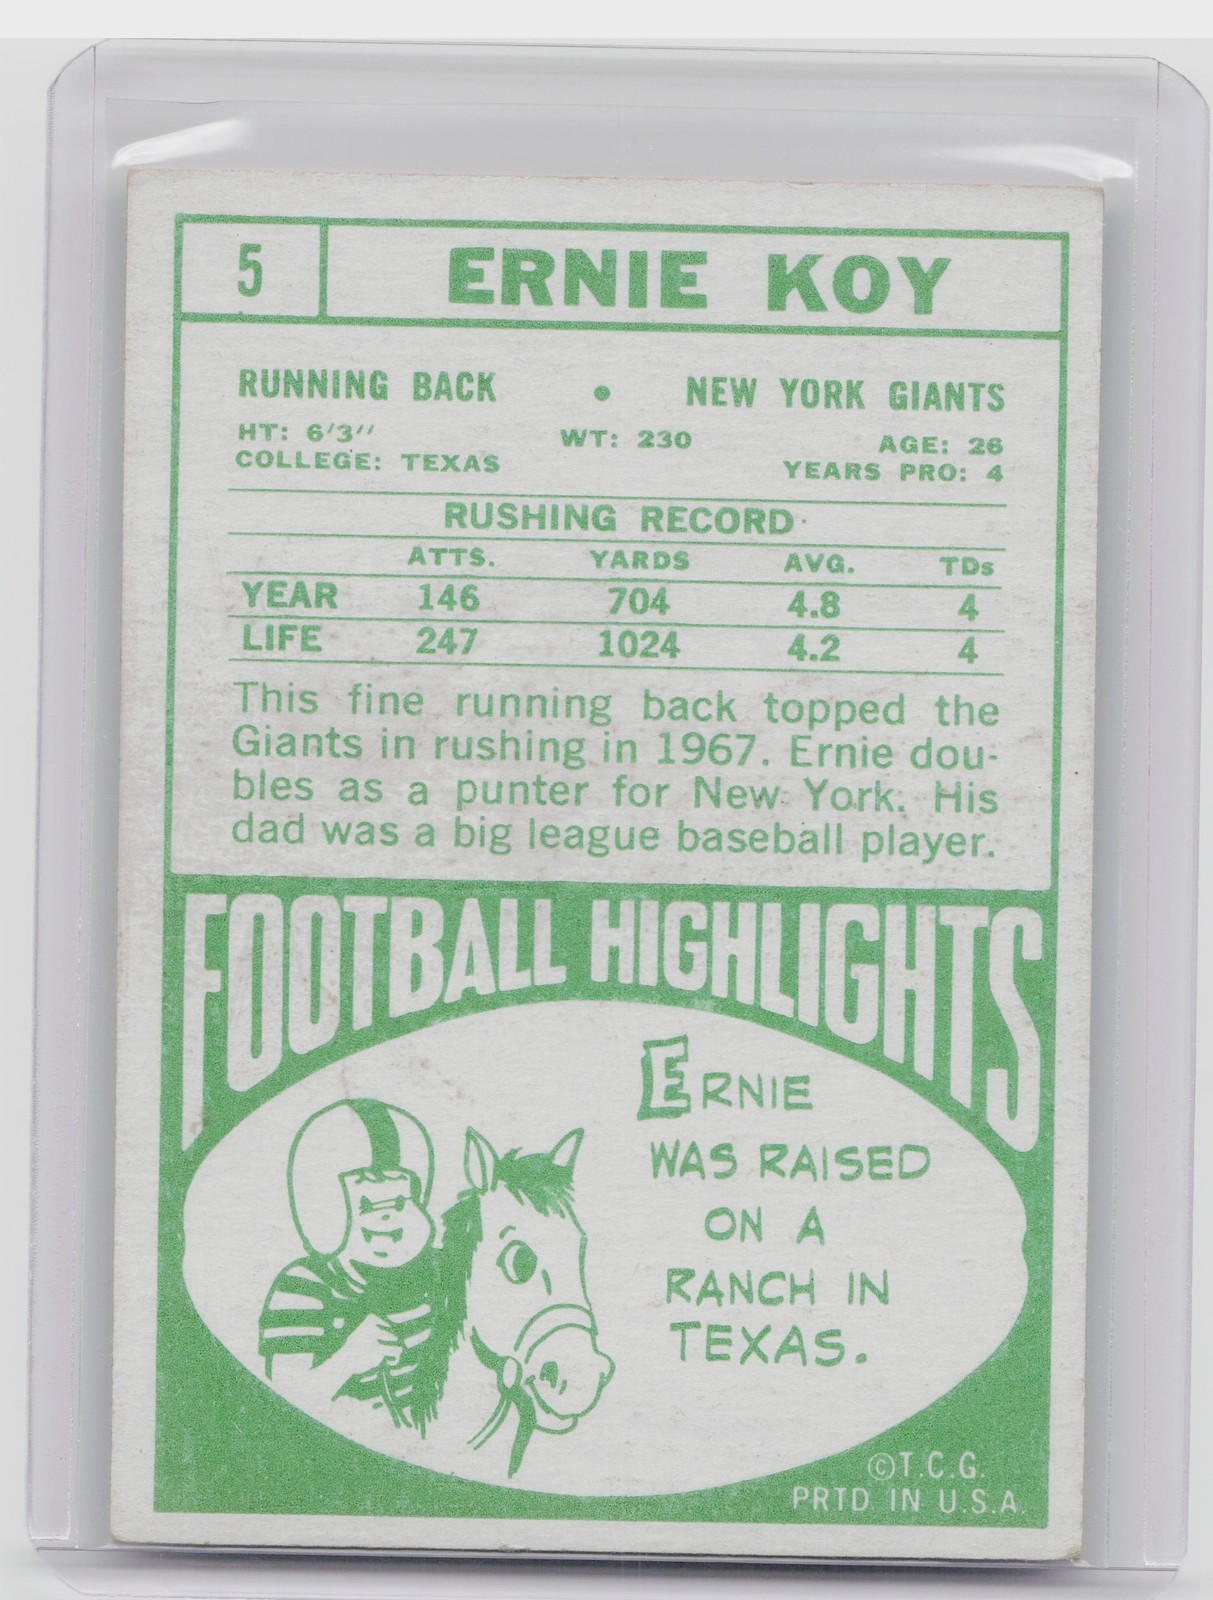 5
ERNIE KOY
RUNNING BACK • NEW YORK GIANTS
HT: 6'3'' WT: 230 AGE: 26
COLLEGE: TEXAS YEARS PRO: 4
RUSHING RECORD
ATTS. YARDS AVG. TDs
YEAR 146 704 4.8 4
LIFE 247 1024 4.2 4
This fine running back topped the
Giants in rushing in 1967. Ernie dou-
bles as a punter for New York. His
dad was a big league baseball player.
FOOTBALL HIGHLIGHTS
ERNIE
WAS RAISED
ON A
RANCH IN
TEXAS.
©T.C.G.
PRTD. IN U.S.A.